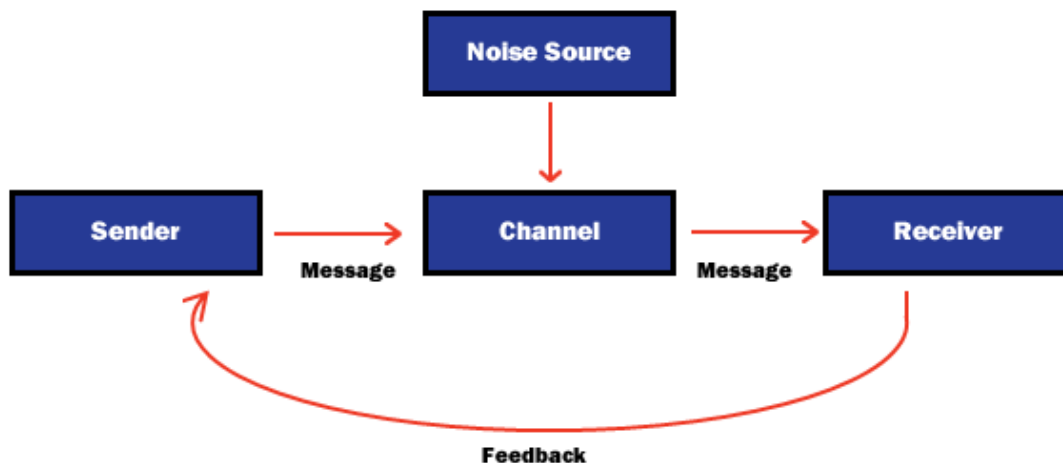 Noise Source
Sender
Channel
Receiver
Message
Message
Feedback